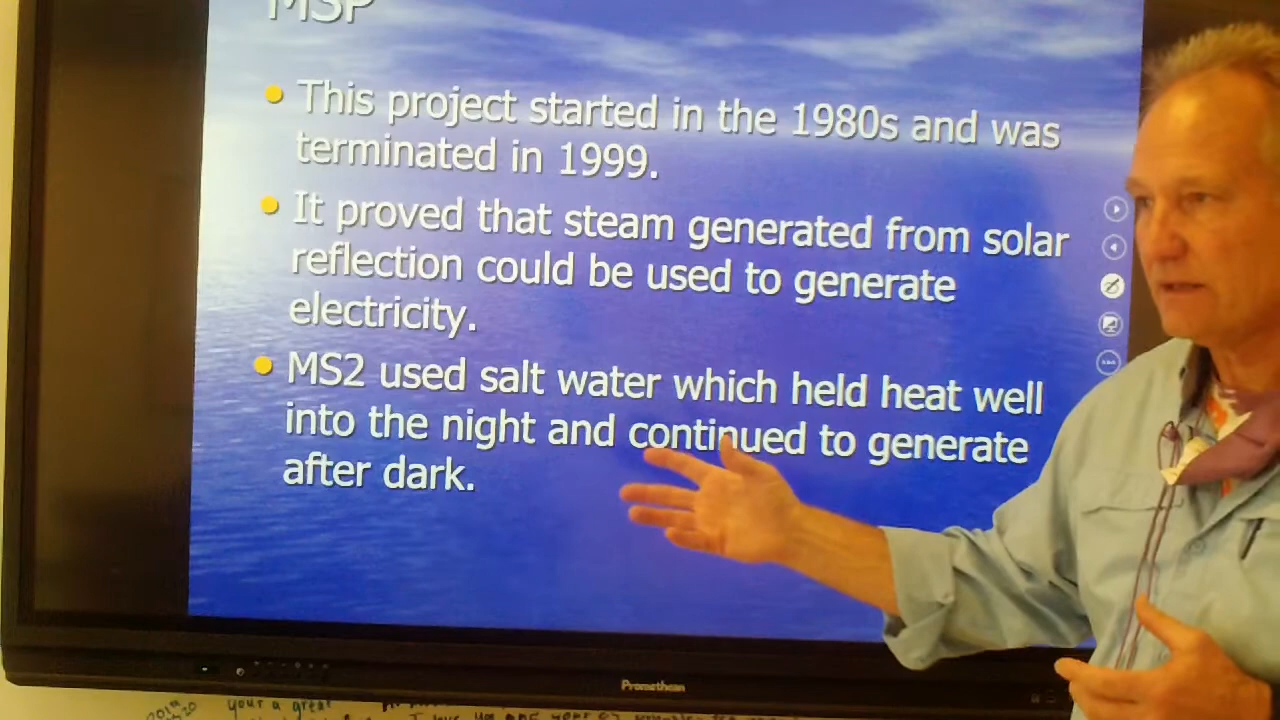 MSP
This project started in the 1980s and was
terminated in 1999.
It proved that steam generated from solar
reflection could be used to generate
electricity.
MS2 used salt water which held heat well
into the night and continued to generate
after dark.
Promethean
your a great